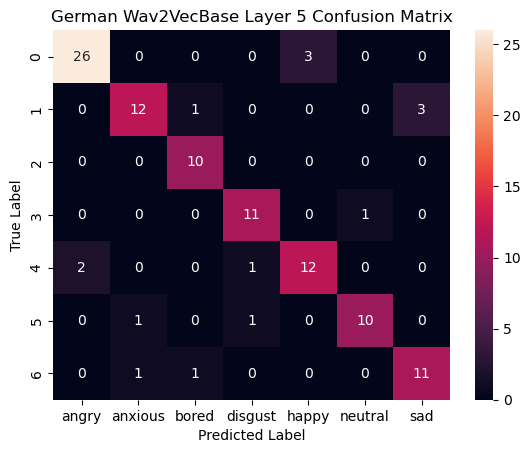 German Wav2VecBase Layer 5 Confusion Matrix
0 26 0 0 0 3 0 0
1 0 12 1 0 0 0 3
2 0 0 10 0 0 0 0
3 0 0 0 11 0 1 0
4 2 0 0 1 12 0 0
5 0 1 0 1 0 10 0
6 0 1 1 0 0 0 11
angry anxious bored disgust happy neutral sad
Predicted Label
True Label
25
20
15
10
5
0